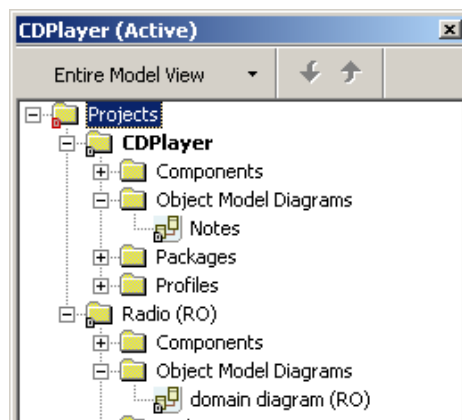 CDPlayer (Active)
Entire Model View
Projects
CDPlayer
Components
Object Model Diagrams
Notes
Packages
Profiles
Radio (RO)
Components
Object Model Diagrams
domain diagram (RO)